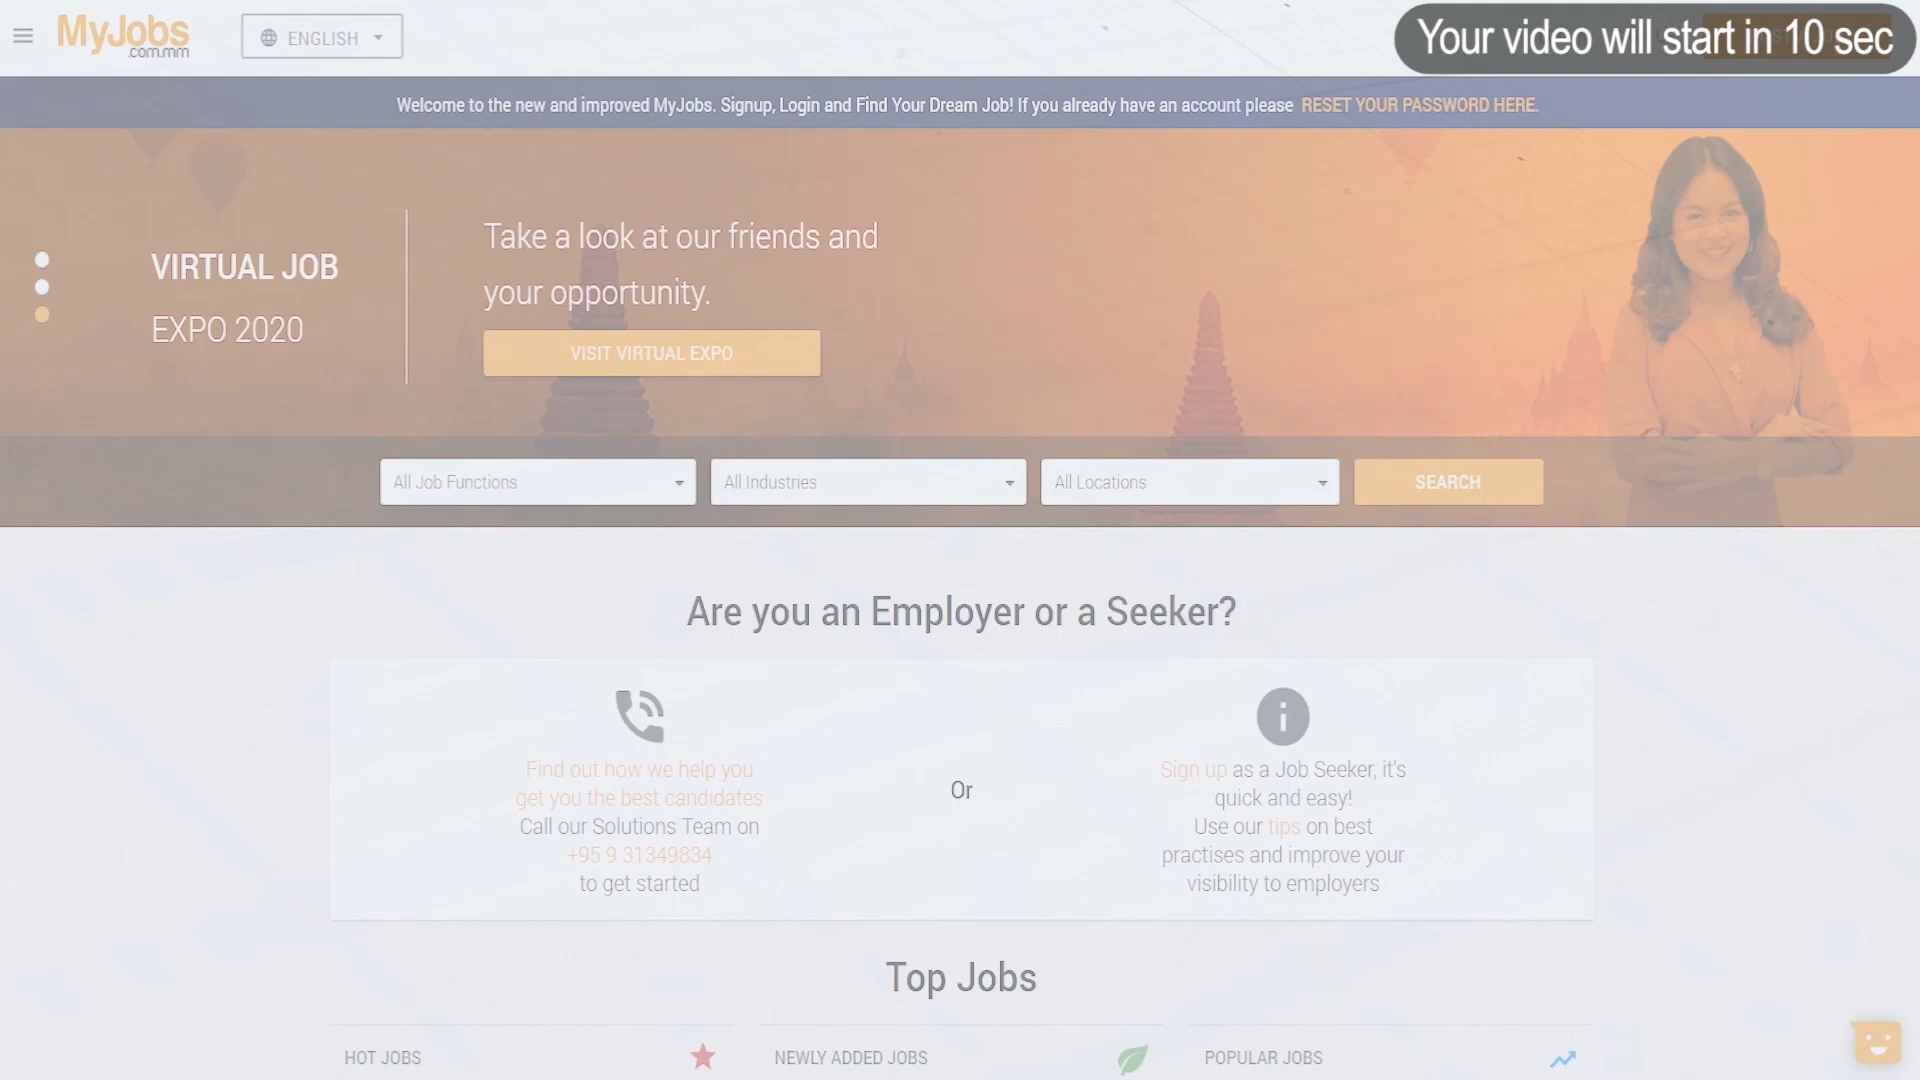 MyJobs
.com.mm
ENGLISH
Your video will start in 10 sec
Welcome to the new and improved MyJobs. Signup, Login and Find Your Dream Job! If you already have an account please RESET YOUR PASSWORD HERE.
VIRTUAL JOB
EXPO 2020
Take a look at our friends and
your opportunity.
VISIT VIRTUAL EXPO
All Job Functions
All Industries
All Locations
SEARCH
Are you an Employer or a Seeker?
Find out how we help you
get you the best candidates
Call our Solutions Team on
+95 9 31349834
to get started
Or
Sign up as a Job Seeker, it's
quick and easy!
Use our tips on best
practises and improve your
visibility to employers
Top Jobs
HOT JOBS
NEWLY ADDED JOBS
POPULAR JOBS